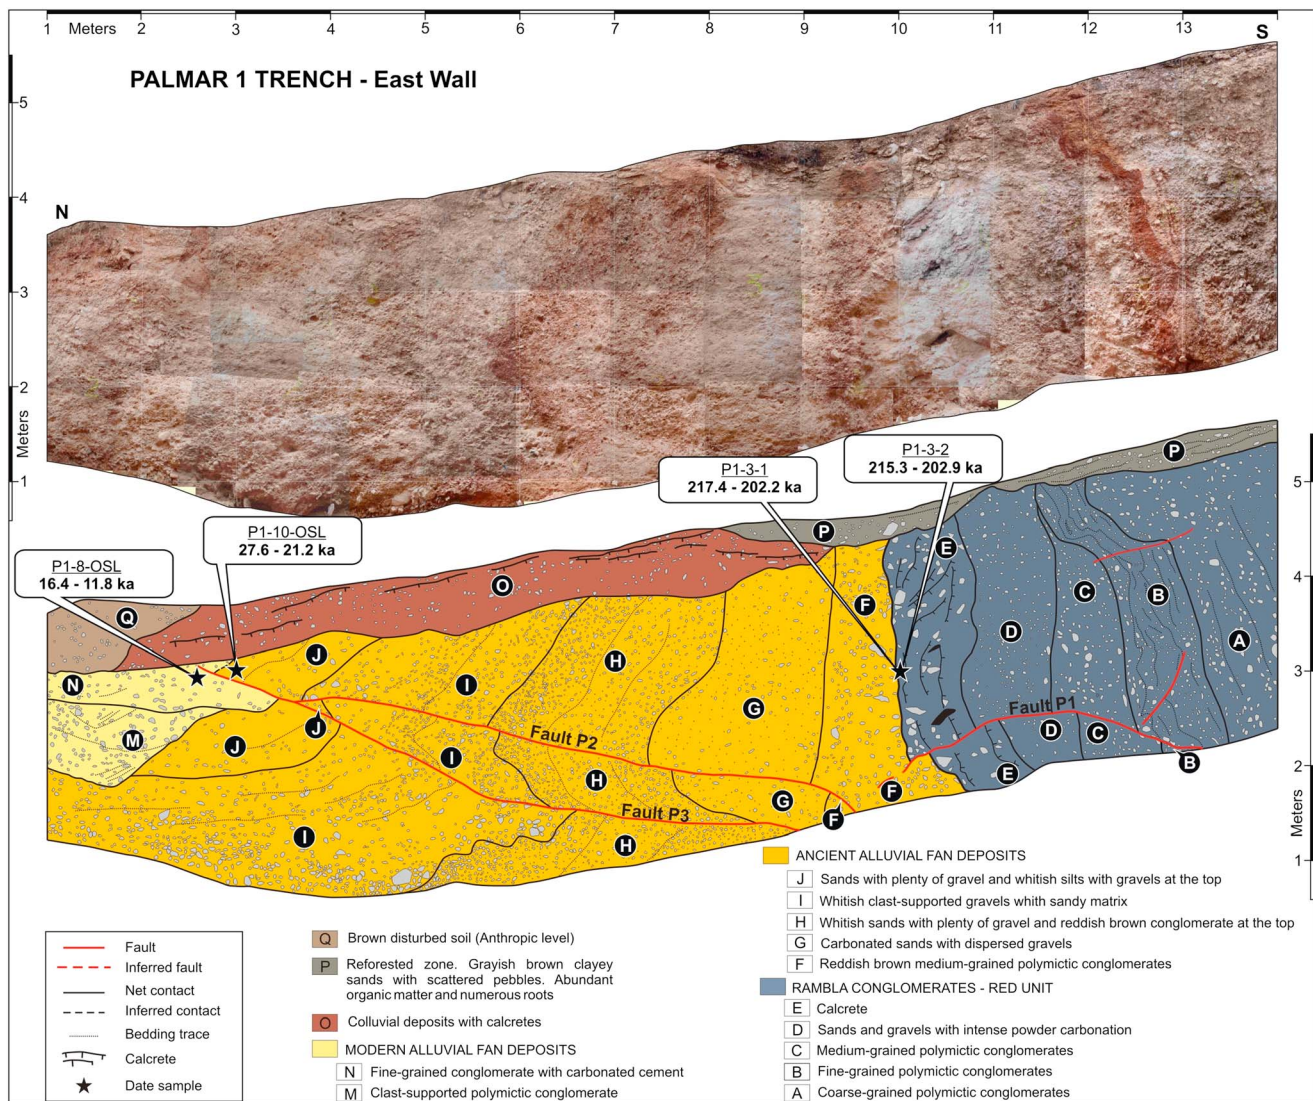 1 Meters 2 3 4 5 6 7 8 9 10 11 12 13
S
PALMAR 1 TRENCH - East Wall
N
5
4
3
2
1
Meters
P1-3-1
217.4 - 202.2 ka
P1-3-2
215.3 - 202.9 ka
P1-10-OSL
27.6 - 21.2 ka
P1-8-OSL
16.4 - 11.8 ka
P
P
E
Q
O
F
C
B
A
J
H
D
N
I
G
Fault P1
M
J
J
I
Fault P2
D
C
B
H
G
F
E
I
Fault P3
F
H
5
4
3
2
1
Meters
Fault
Inferred fault
Net contact
Inferred contact
Bedding trace
Calcrete
Date sample
Q Brown disturbed soil (Anthropic level)
P Reforested zone. Grayish brown clayey
sands with scattered pebbles. Abundant
organic matter and numerous roots
O Colluvial deposits with calcretes
MODERN ALLUVIAL FAN DEPOSITS
N Fine-grained conglomerate with carbonated cement
M Clast-supported polymictic conglomerate
ANCIENT ALLUVIAL FAN DEPOSITS
J Sands with plenty of gravel and whitish silts with gravels at the top
I Whitish clast-supported gravels whith sandy matrix
H Whitish sands with plenty of gravel and reddish brown conglomerate at the top
G Carbonated sands with dispersed gravels
F Reddish brown medium-grained polymictic conglomerates
RAMBLA CONGLOMERATES - RED UNIT
E Calcrete
D Sands and gravels with intense powder carbonation
C Medium-grained polymictic conglomerates
B Fine-grained polymictic conglomerates
A Coarse-grained polymictic conglomerates